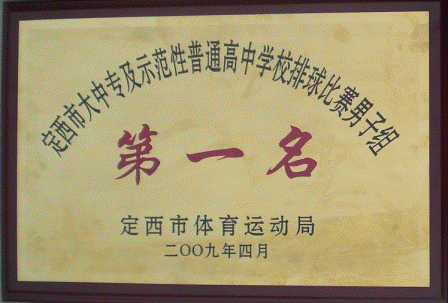 定西市大中专及示范性普通高中学校排球比赛男子组
第一名
定西市体育运动局
二〇〇九年四月